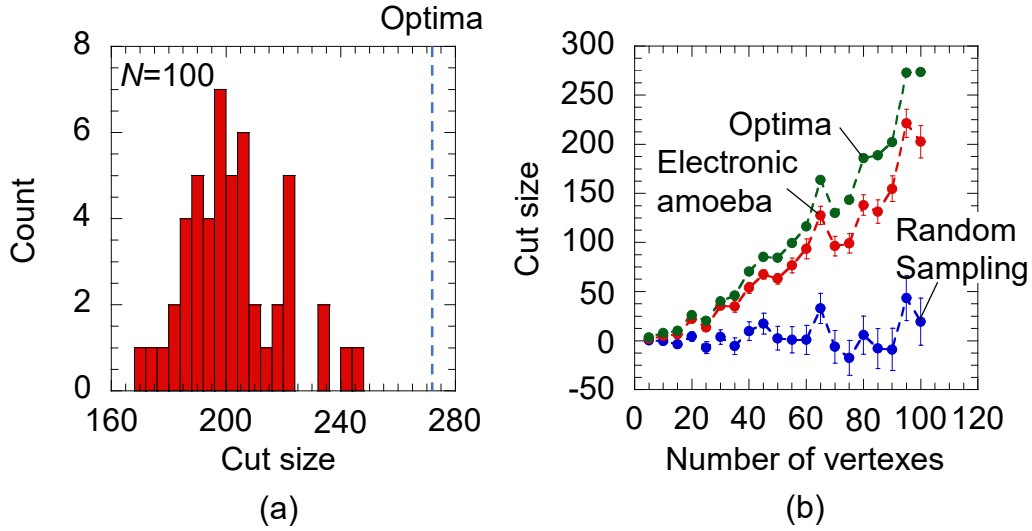 Optima
8
6
4
2
0
N=100
Count
160
200
240
280
Cut size
(a)
300
250
200
150
100
50
0
-50
Cut size
Optima
Electronic
amoeba
Random
Sampling
0
20
40
60
80
100
120
Number of vertexes
(b)